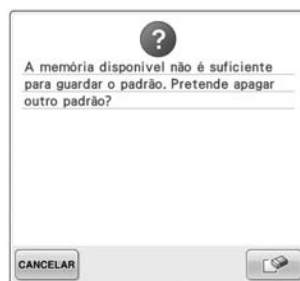 ?
A memória disponível não é suficiente
para guardar o padrão. Pretende apagar
outro padrão?
CANCELAR